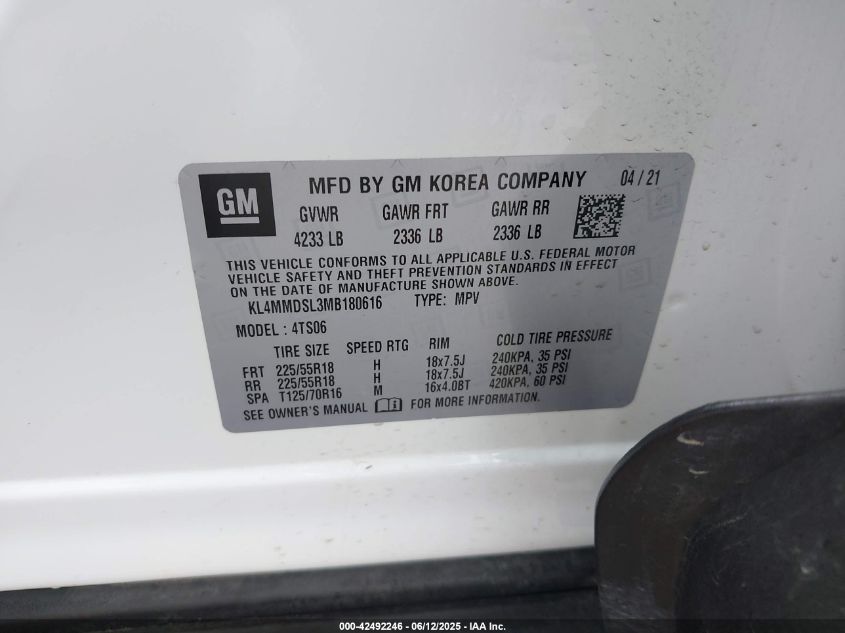 GM
MFD BY GM KOREA COMPANY 04 / 21
GVWR GAWR FRT GAWR RR
4233 LB 2336 LB 2336 LB
THIS VEHICLE CONFORMS TO ALL APPLICABLE U.S. FEDERAL MOTOR
VEHICLE SAFETY AND THEFT PREVENTION STANDARDS IN EFFECT
ON THE DATE OF MANUFACTURE SHOWN ABOVE.
KL4MMDSL3MB180616 TYPE: MPV
MODEL : 4TS06
TIRE SIZE SPEED RTG RIM COLD TIRE PRESSURE
FRT 225/55R18 H 18x7.5J 240KPA, 35 PSI
RR 225/55R18 H 18x7.5J 240KPA, 35 PSI
SPA T125/70R16 M 16x4.0BT 420KPA, 60 PSI
SEE OWNER'S MANUAL FOR MORE INFORMATION.
000-42492246 - 06/12/2025 - IAA Inc.